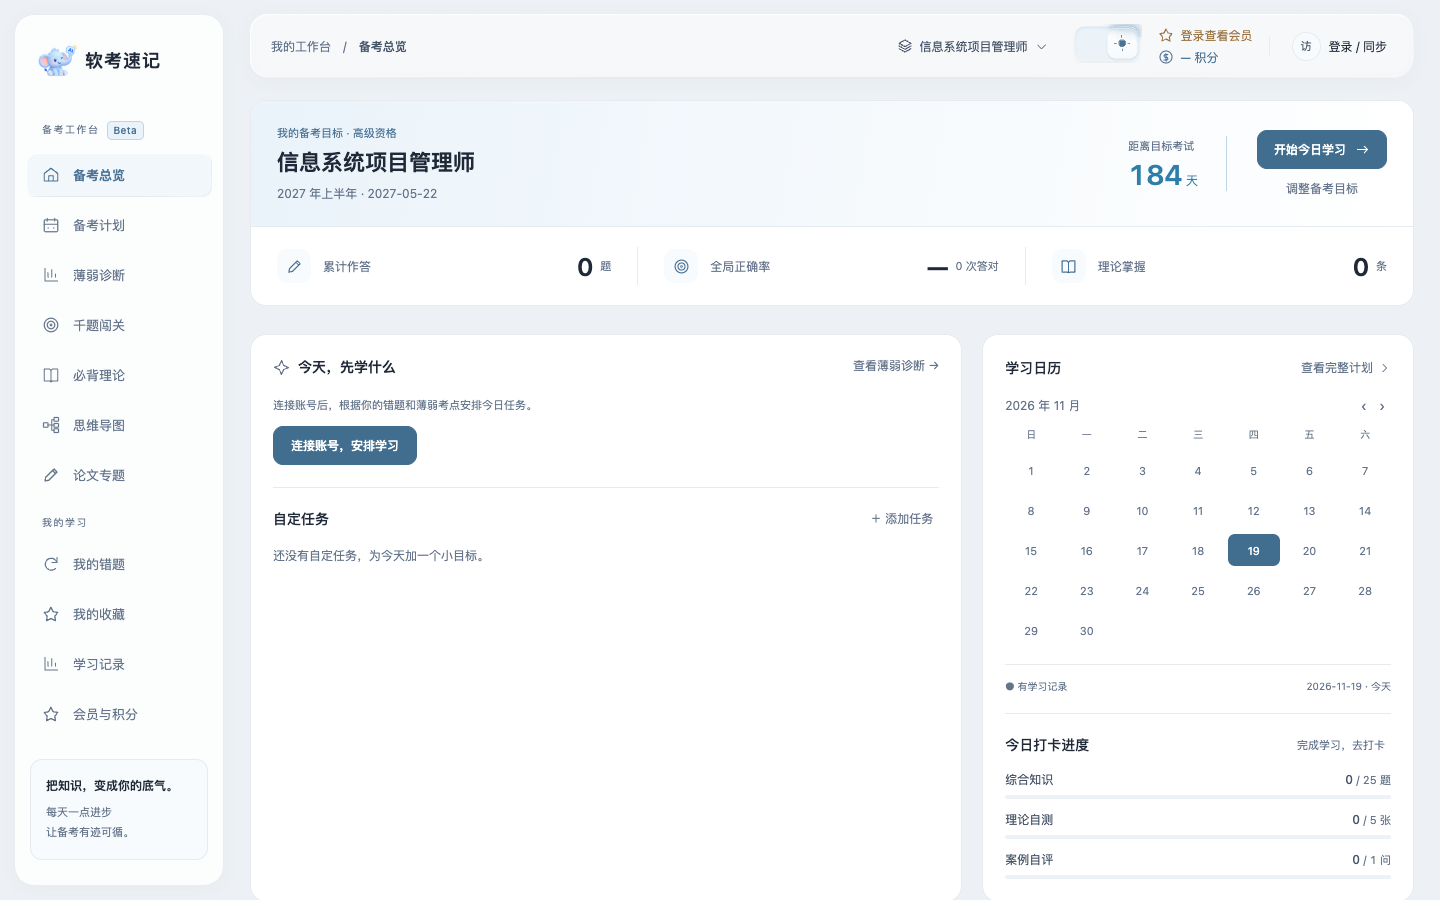 软考速记
备考工作台 Beta
备考总览
备考计划
薄弱诊断
千题闯关
必背理论
思维导图
论文专题
我的学习
我的错题
我的收藏
学习记录
会员与积分
把知识，变成你的底气。
每天一点进步
让备考有迹可循。
我的工作台 / 备考总览
信息系统项目管理师
登录查看会员
— 积分
访 登录 / 同步
我的备考目标 · 高级资格
信息系统项目管理师
2027 年上半年 · 2027-05-22
距离目标考试
184 天
开始今日学习 →
调整备考目标
累计作答 0 题
全局正确率 — 0 次答对
理论掌握 0 条
今天，先学什么
查看薄弱诊断 →
连接账号后，根据你的错题和薄弱考点安排今日任务。
连接账号，安排学习
自定任务
+ 添加任务
还没有自定任务，为今天加一个小目标。
学习日历
查看完整计划 >
2026 年 11 月 ‹ ›
日 一 二 三 四 五 六
1 2 3 4 5 6 7
8 9 10 11 12 13 14
15 16 17 18 19 20 21
22 23 24 25 26 27 28
29 30
有学习记录
2026-11-19 · 今天
今日打卡进度
完成学习，去打卡
综合知识 0 / 25 题
理论自测 0 / 5 张
案例自评 0 / 1 问